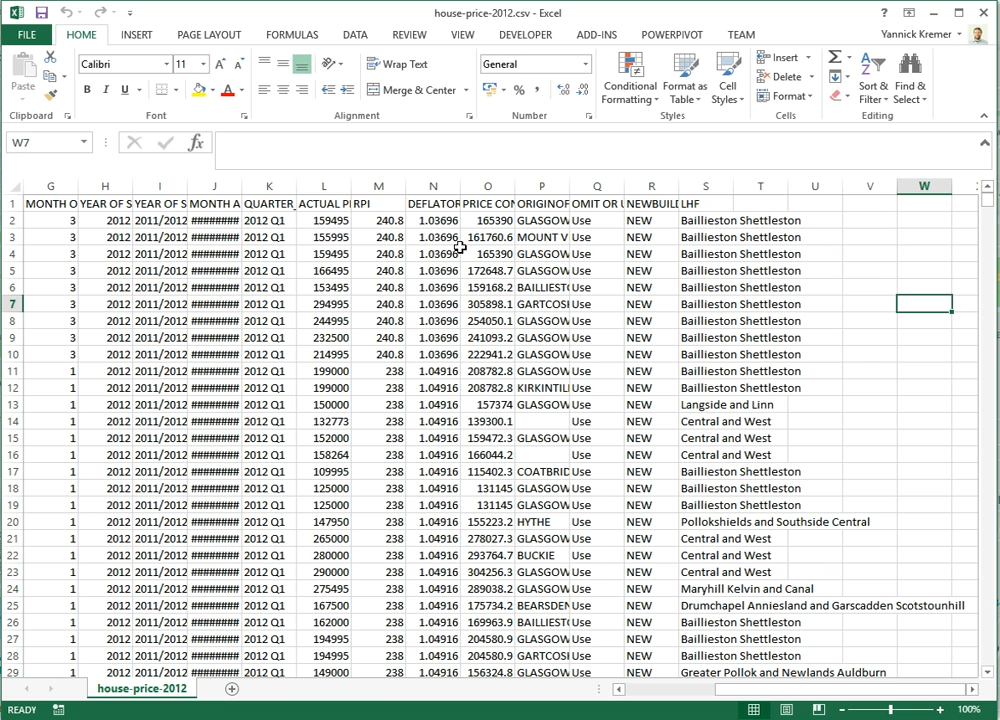 house-price-2012.csv - Excel
FILE HOME INSERT PAGE LAYOUT FORMULAS DATA REVIEW VIEW DEVELOPER ADD-INS POWERPIVOT TEAM Yannick Kremer
Calibri 11 Wrap Text General Insert
Paste B I U Merge & Center % Conditional Formatting Format as Table Cell Styles Delete Format Sort & Filter Find & Select
Clipboard Font Alignment Number Styles Cells Editing
W7 fx
G H I J K L M N O P Q R S T U V W
1 MONTH O YEAR OF S YEAR OF S MONTH A QUARTER_ ACTUAL PI RPI DEFLATOR PRICE CON ORIGINOF OMIT OR U NEWBUILD LHF
2 3 2012 2011/2012 ######## 2012 Q1 159495 240.8 1.03696 165390 GLASGOW Use NEW Baillieston Shettleston
3 3 2012 2011/2012 ######## 2012 Q1 155995 240.8 1.03696 161760.6 MOUNT V Use NEW Baillieston Shettleston
4 3 2012 2011/2012 ######## 2012 Q1 159495 240.8 1.03696 165390 GLASGOW Use NEW Baillieston Shettleston
5 3 2012 2011/2012 ######## 2012 Q1 166495 240.8 1.03696 172648.7 GLASGOW Use NEW Baillieston Shettleston
6 3 2012 2011/2012 ######## 2012 Q1 153495 240.8 1.03696 159168.2 BAILLIEST Use NEW Baillieston Shettleston
7 3 2012 2011/2012 ######## 2012 Q1 294995 240.8 1.03696 305898.1 GARTCOSH Use NEW Baillieston Shettleston
8 3 2012 2011/2012 ######## 2012 Q1 244995 240.8 1.03696 254050.1 GLASGOW Use NEW Baillieston Shettleston
9 3 2012 2011/2012 ######## 2012 Q1 232500 240.8 1.03696 241093.2 GLASGOW Use NEW Baillieston Shettleston
10 3 2012 2011/2012 ######## 2012 Q1 214995 240.8 1.03696 222941.2 GLASGOW Use NEW Baillieston Shettleston
11 1 2012 2011/2012 ######## 2012 Q1 199000 238 1.04916 208782.8 GLASGOW Use NEW Baillieston Shettleston
12 1 2012 2011/2012 ######## 2012 Q1 199000 238 1.04916 208782.8 KIRKINTIL Use NEW Baillieston Shettleston
13 1 2012 2011/2012 ######## 2012 Q1 150000 238 1.04916 157374 GLASGOW Use NEW Langside and Linn
14 1 2012 2011/2012 ######## 2012 Q1 132773 238 1.04916 139300.1 Use NEW Central and West
15 1 2012 2011/2012 ######## 2012 Q1 152000 238 1.04916 159472.3 GLASGOW Use NEW Central and West
16 1 2012 2011/2012 ######## 2012 Q1 158264 238 1.04916 166044.2 Use NEW Central and West
17 1 2012 2011/2012 ######## 2012 Q1 109995 238 1.04916 115402.3 COATBRID Use NEW Baillieston Shettleston
18 1 2012 2011/2012 ######## 2012 Q1 125000 238 1.04916 131145 GLASGOW Use NEW Baillieston Shettleston
19 1 2012 2011/2012 ######## 2012 Q1 125000 238 1.04916 131145 GLASGOW Use NEW Baillieston Shettleston
20 1 2012 2011/2012 ######## 2012 Q1 147950 238 1.04916 155223.2 HYTHE Use NEW Pollokshields and Southside Central
21 1 2012 2011/2012 ######## 2012 Q1 265000 238 1.04916 278027.3 GLASGOW Use NEW Central and West
22 1 2012 2011/2012 ######## 2012 Q1 280000 238 1.04916 293764.7 BUCKIE Use NEW Central and West
23 1 2012 2011/2012 ######## 2012 Q1 290000 238 1.04916 304256.3 GLASGOW Use NEW Central and West
24 1 2012 2011/2012 ######## 2012 Q1 275495 238 1.04916 289038.2 GLASGOW Use NEW Maryhill Kelvin and Canal
25 1 2012 2011/2012 ######## 2012 Q1 167500 238 1.04916 175734.2 BEARSDEN Use NEW Drumchapel Anniesland and Garscadden Scotstounhill
26 1 2012 2011/2012 ######## 2012 Q1 162000 238 1.04916 169963.9 BAILLIEST Use NEW Baillieston Shettleston
27 1 2012 2011/2012 ######## 2012 Q1 194995 238 1.04916 204580.9 GLASGOW Use NEW Baillieston Shettleston
28 1 2012 2011/2012 ######## 2012 Q1 194995 238 1.04916 204580.9 GARTCOSH Use NEW Baillieston Shettleston
29 1 2012 2011/2012 ######## 2012 Q1 149000 238 1.04916 156324.8 GLASGOW Use NEW Greater Pollok and Newlands Auldburn
house-price-2012
READY 100%